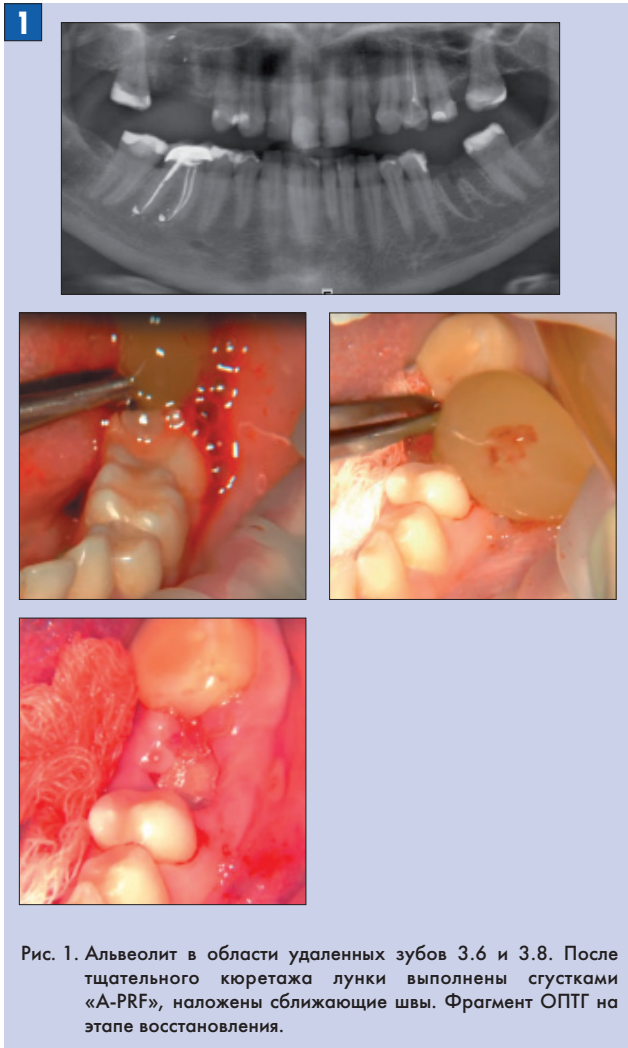 1
Рис. 1. Альвеолит в области удаленных зубов 3.6 и 3.8. После
тщательного кюретажа лунки выполнены сгустками
«A-PRF», наложены сближающие швы. Фрагмент ОПТГ на
этапе восстановления.